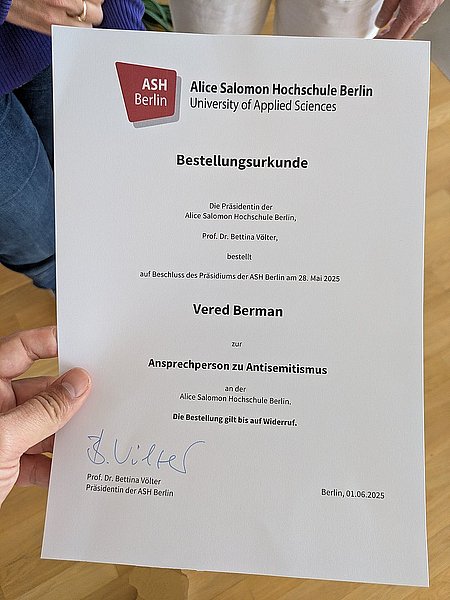 ASH
Berlin
Alice Salomon Hochschule Berlin
University of Applied Sciences
Bestellungsurkunde
Die Präsidentin der
Alice Salomon Hochschule Berlin,
Prof. Dr. Bettina Völter,
bestellt
auf Beschluss des Präsidiums der ASH Berlin am 28. Mai 2025
Vered Berman
zur
Ansprechperson zu Antisemitismus
an der
Alice Salomon Hochschule Berlin.
Die Bestellung gilt bis auf Widerruf.
B. Völter
Prof. Dr. Bettina Völter
Präsidentin der ASH Berlin
Berlin, 01.06.2025